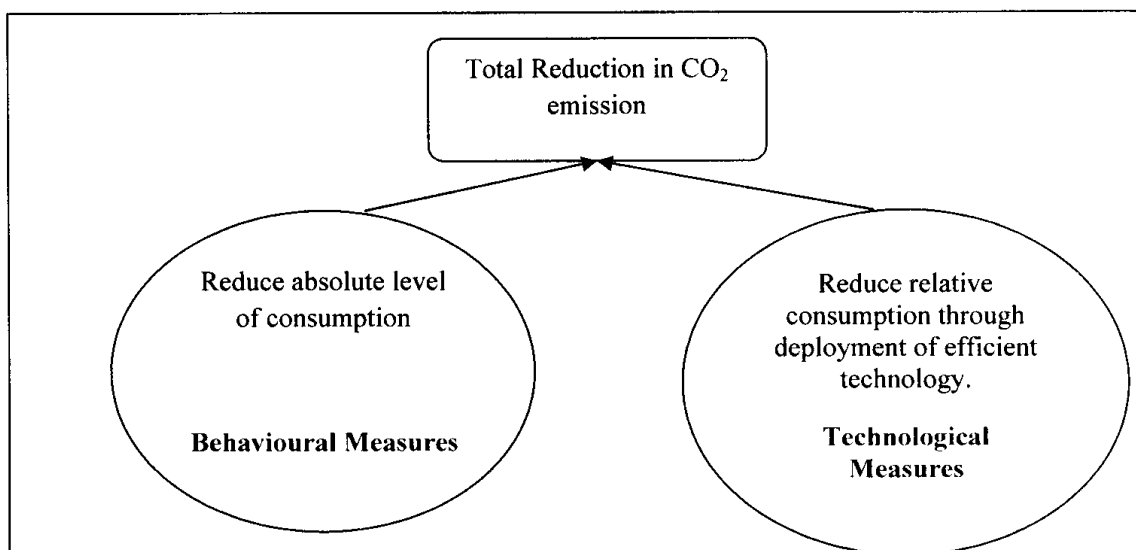 Total Reduction in CO₂
emission
Reduce absolute level
of consumption
Behavioural Measures
Reduce relative
consumption through
deployment of efficient
technology.
Technological
Measures